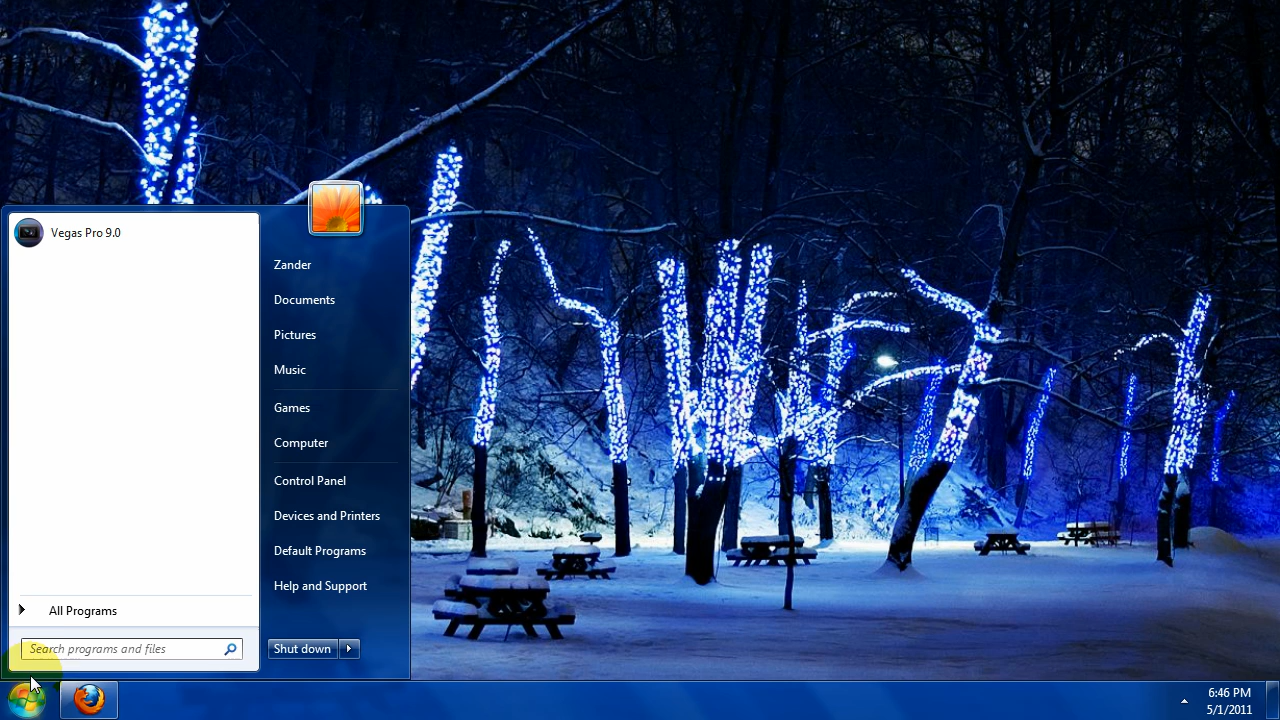 Vegas Pro 9.0
All Programs
Search programs and files
Zander
Documents
Pictures
Music
Games
Computer
Control Panel
Devices and Printers
Default Programs
Help and Support
Shut down
6:46 PM
5/1/2011